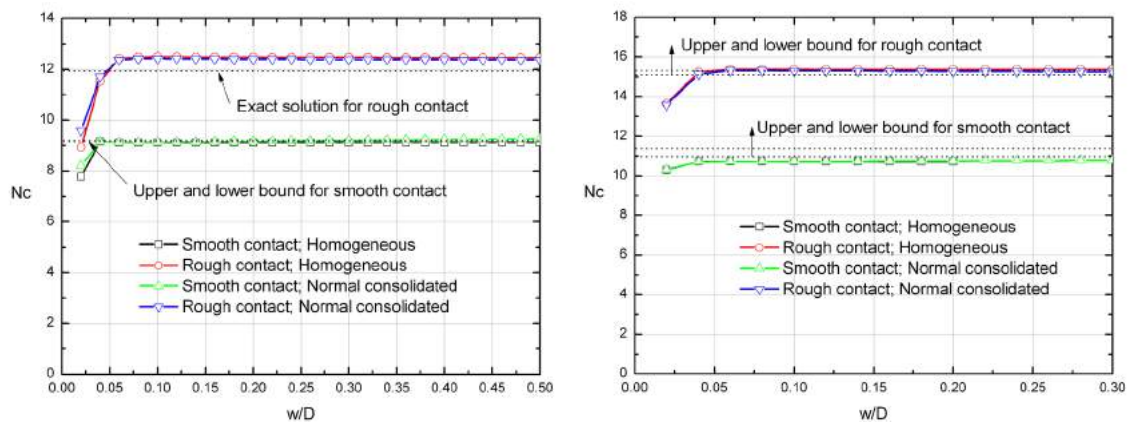 14
12
10
8
6
4
2
0
Nc
Exact solution for rough contact
Upper and lower bound for smooth contact
Smooth contact; Homogeneous
Rough contact; Homogeneous
Smooth contact; Normal consolidated
Rough contact; Normal consolidated
0.00 0.05 0.10 0.15 0.20 0.25 0.30 0.35 0.40 0.45 0.50
w/D
18
16
14
12
10
8
6
4
2
0
Nc
Upper and lower bound for rough contact
Upper and lower bound for smooth contact
Smooth contact; Homogeneous
Rough contact; Homogeneous
Smooth contact; Normal consolidated
Rough contact; Normal consolidated
0.00 0.05 0.10 0.15 0.20 0.25 0.30
w/D